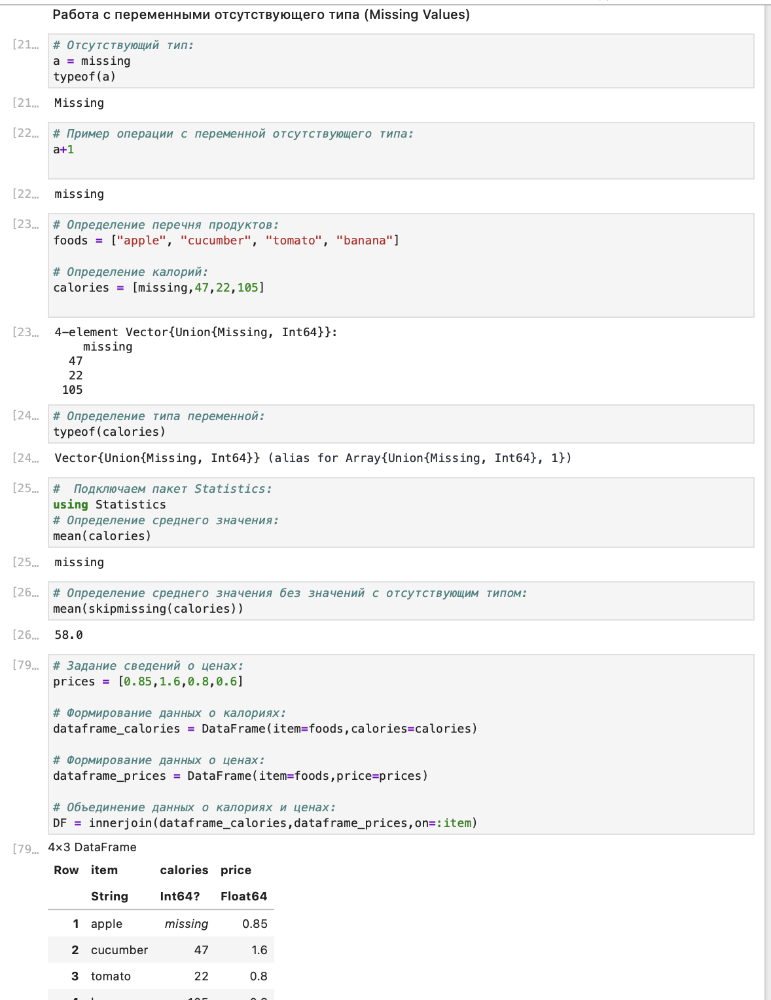 Работа с переменными отсутствующего типа (Missing Values)
[21…
# Отсутствующий тип:
a = missing
typeof(a)
[21…
Missing
[22…
# Пример операции с переменной отсутствующего типа:
a+1
[22…
missing
[23…
# Определение перечня продуктов:
foods = ["apple", "cucumber", "tomato", "banana"]
# Определение калорий:
calories = [missing,47,22,105]
[23…
4-element Vector{Union{Missing, Int64}}:
missing
47
22
105
[24…
# Определение типа переменной:
typeof(calories)
[24…
Vector{Union{Missing, Int64}} (alias for Array{Union{Missing, Int64}, 1})
[25…
#  Подключаем пакет Statistics:
using Statistics
# Определение среднего значения:
mean(calories)
[25…
missing
[26…
# Определение среднего значения без значений с отсутствующим типом:
mean(skipmissing(calories))
[26…
58.0
[79…
# Задание сведений о ценах:
prices = [0.85,1.6,0.8,0.6]
# Формирование данных о калориях:
dataframe_calories = DataFrame(item=foods,calories=calories)
# Формирование данных о ценах:
dataframe_prices = DataFrame(item=foods,price=prices)
# Объединение данных о калориях и ценах:
DF = innerjoin(dataframe_calories,dataframe_prices,on=:item)
[79…
4×3 DataFrame
Row item calories price
String Int64? Float64
1 apple missing 0.85
2 cucumber 47 1.6
3 tomato 22 0.8